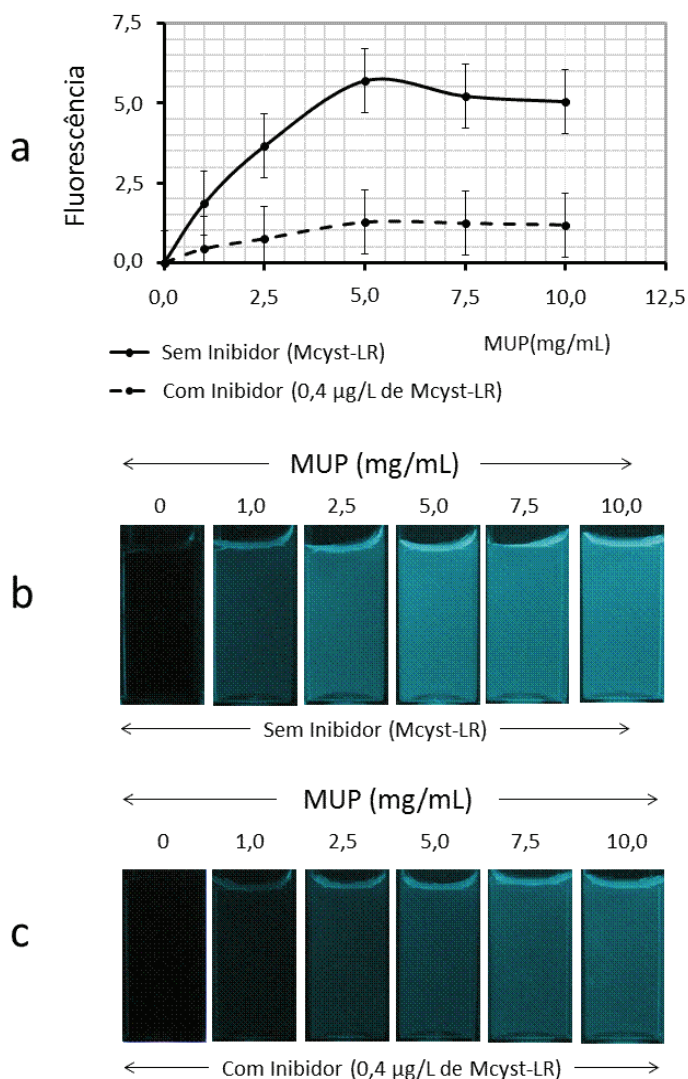 7,5
5,0
2,5
0,0
a
Fluorescência
0,0 2,5 5,0 7,5 10,0 12,5
MUP(mg/mL)
Sem Inibidor (Mcyst-LR)
Com Inibidor (0,4 µg/L de Mcyst-LR)
MUP (mg/mL)
0 1,0 2,5 5,0 7,5 10,0
b
Sem Inibidor (Mcyst-LR)
MUP (mg/mL)
0 1,0 2,5 5,0 7,5 10,0
c
Com Inibidor (0,4 µg/L de Mcyst-LR)